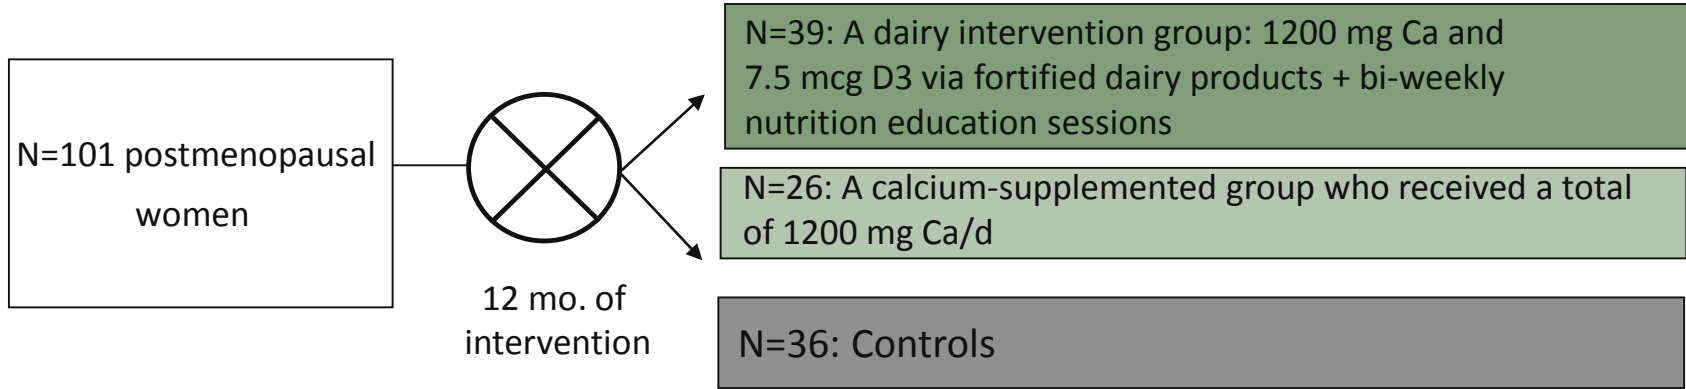 N=101 postmenopausal
women
12 mo. of
intervention
N=39: A dairy intervention group: 1200 mg Ca and
7.5 mcg D3 via fortified dairy products + bi-weekly
nutrition education sessions
N=26: A calcium-supplemented group who received a total
of 1200 mg Ca/d
N=36: Controls